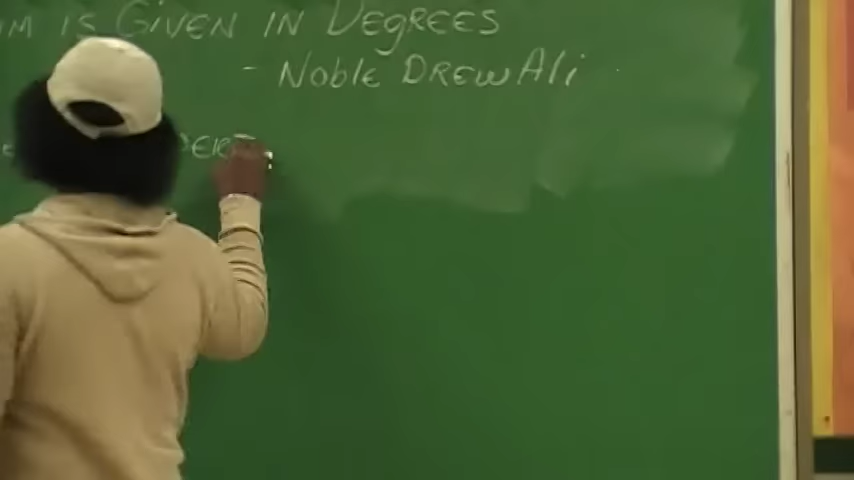 IS GIVEN IN DEGREES
- NOBLE DREW Ali